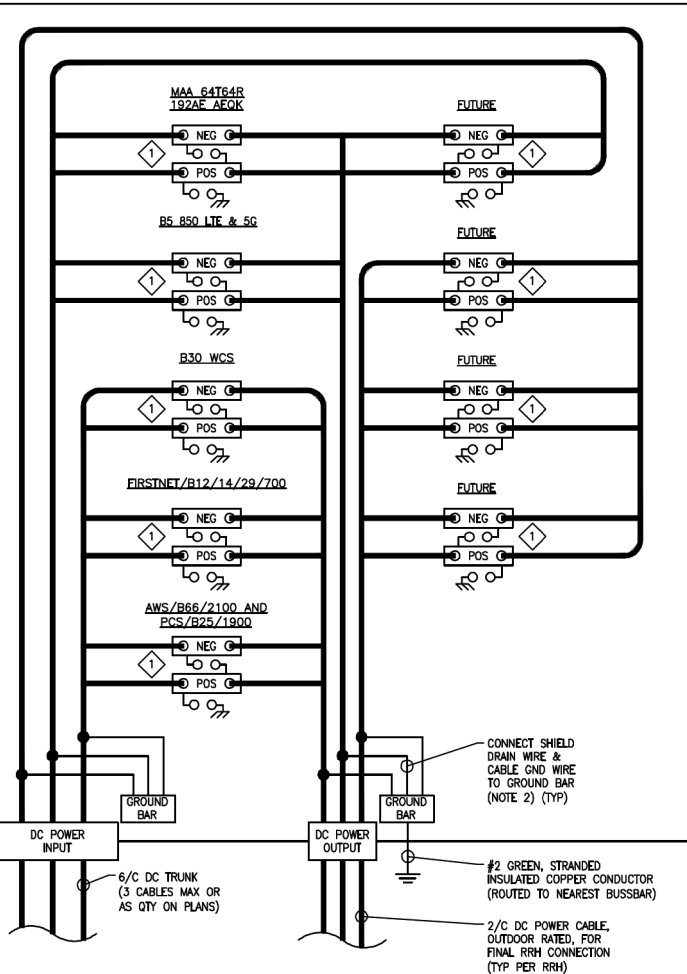 MAA 64T64R
192AE AEQK
FUTURE
NEG
NEG
1
1
POS
POS
B5 850 LTE & 5G
FUTURE
NEG
NEG
1
1
POS
POS
B30 WCS
FUTURE
NEG
NEG
1
1
POS
POS
FIRSTNET/B12/14/29/700
FUTURE
NEG
NEG
1
1
POS
POS
AWS/B66/2100 AND
PCS/B25/1900
NEG
1
POS
CONNECT SHIELD
DRAIN WIRE &
CABLE GND WIRE
TO GROUND BAR
(NOTE 2) (TYP)
GROUND
BAR
GROUND
BAR
DC POWER
INPUT
DC POWER
OUTPUT
6/C DC TRUNK
(3 CABLES MAX OR
AS QTY ON PLANS)
#2 GREEN, STRANDED
INSULATED COPPER CONDUCTOR
(ROUTED TO NEAREST BUSSBAR)
2/C DC POWER CABLE,
OUTDOOR RATED, FOR
FINAL RRH CONNECTION
(TYP PER RRH)